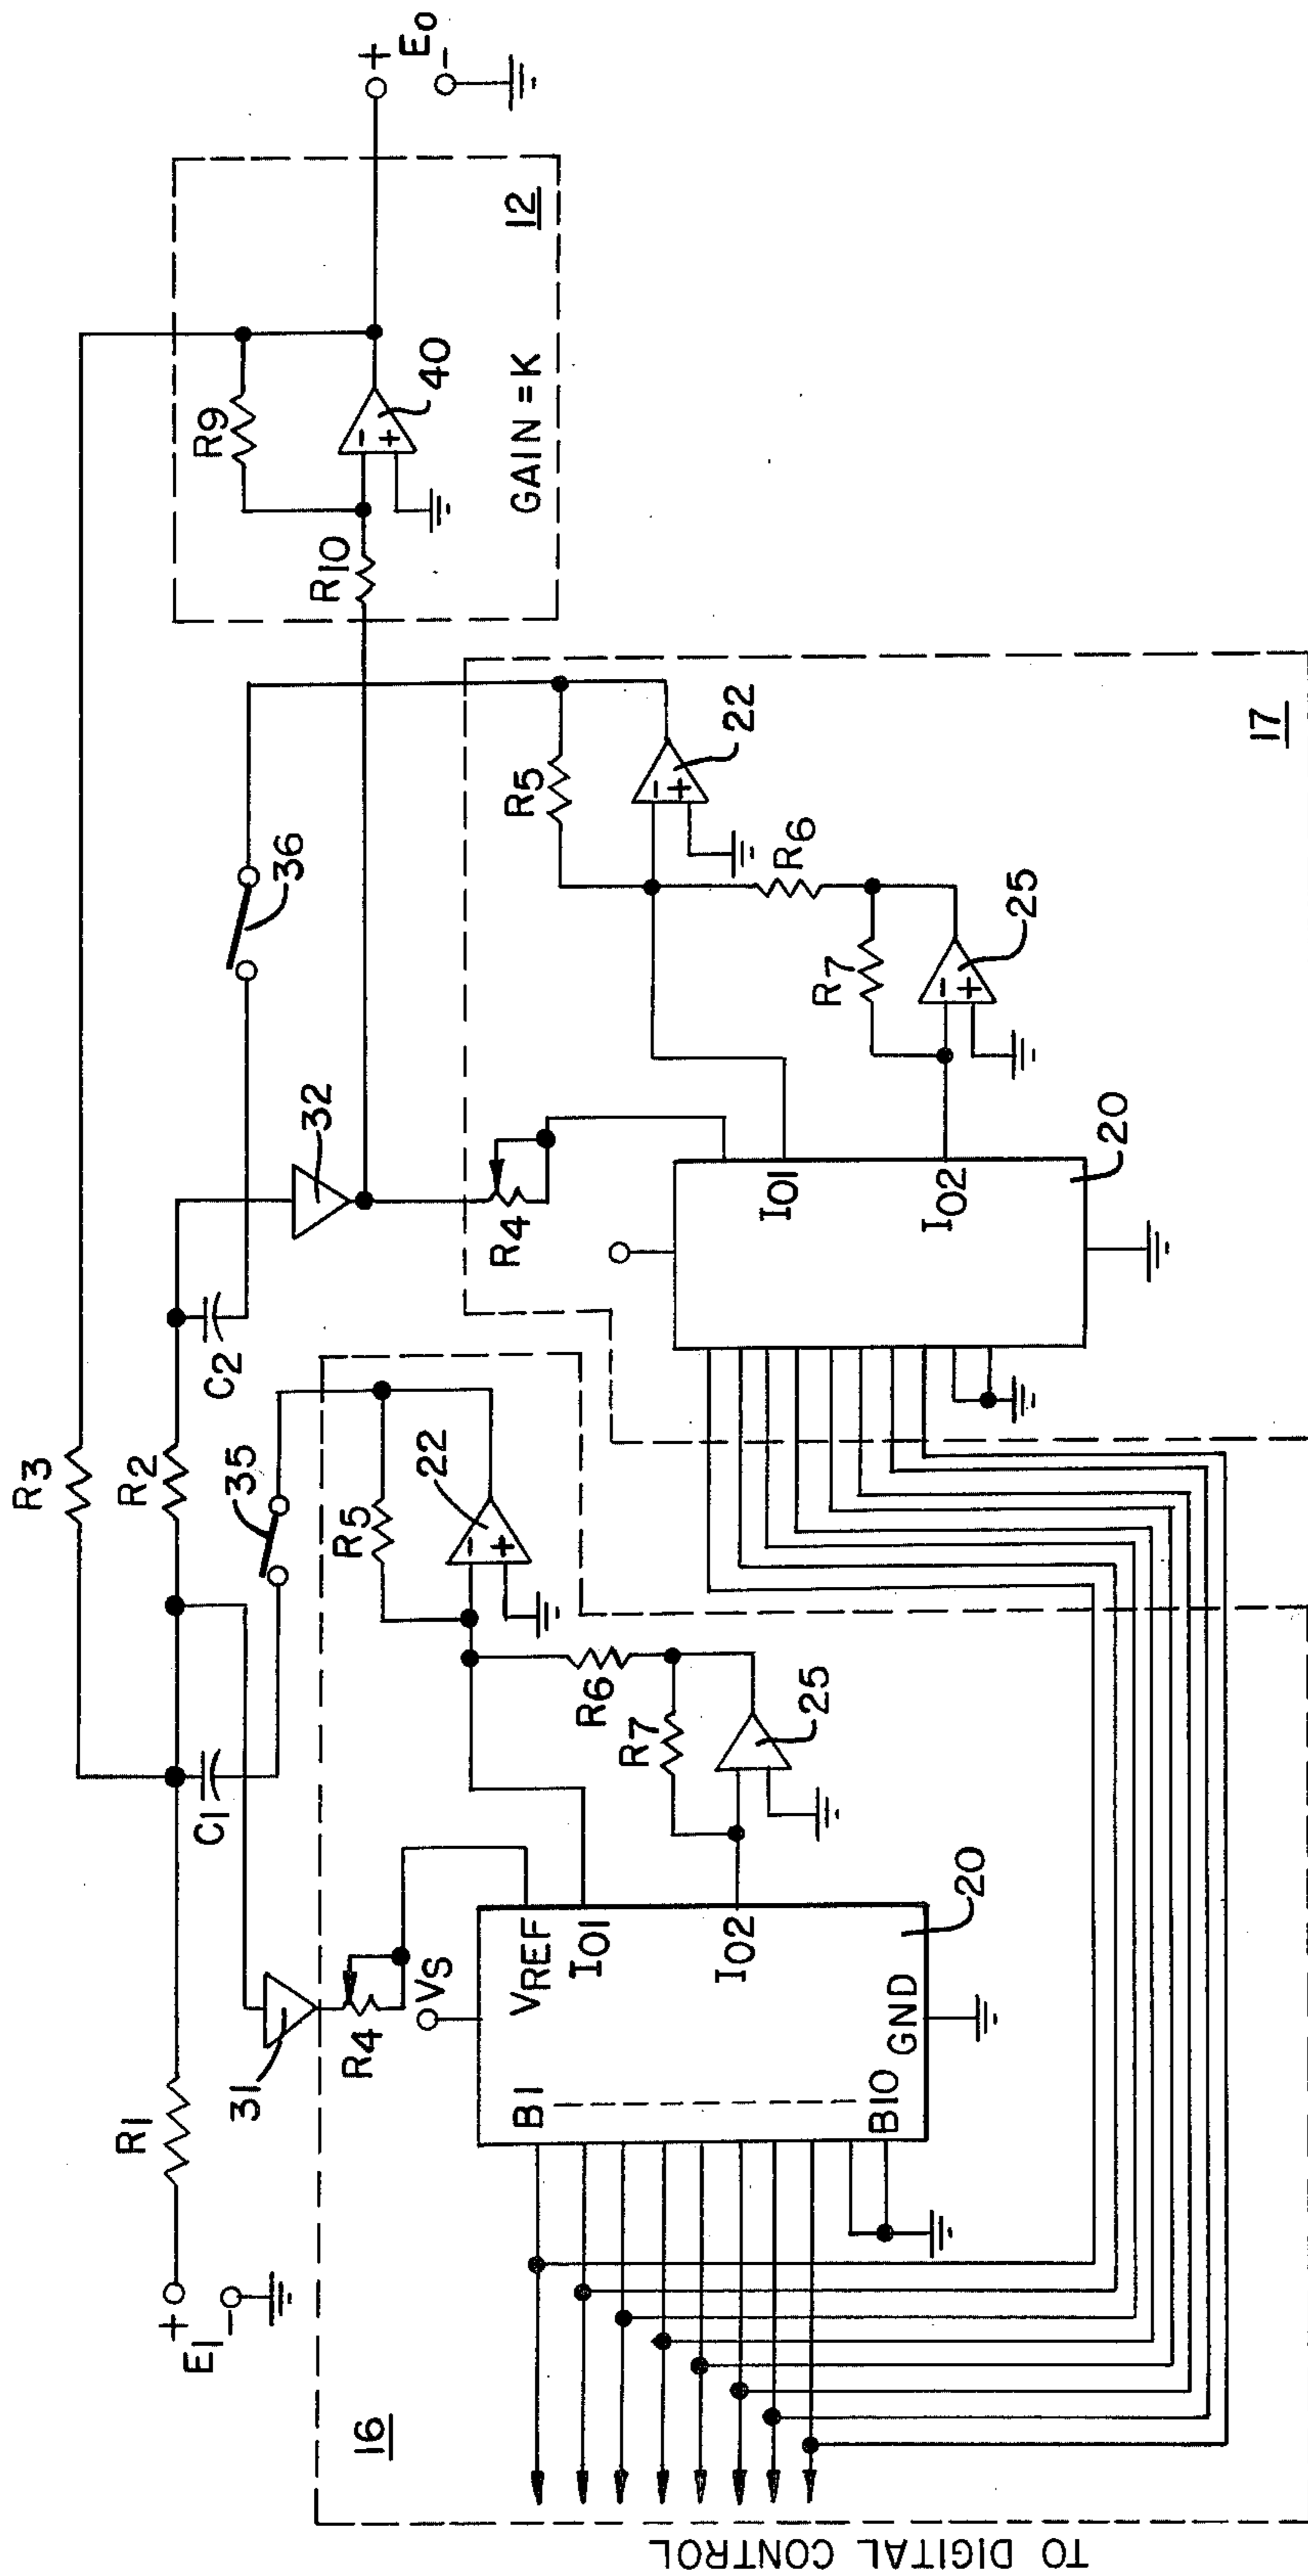 R3
R1
R2
C1
C2
35
36
31
32
+
E1
-
+
Eo
-
R9
R10
-
+
40
GAIN = K
12
16
R4
VS
VREF
IO1
IO2
B1
B10
GND
20
R5
-
+
22
R6
R7
25
17
R4
IO1
IO2
20
R5
-
+
22
R6
R7
-
+
25
TO DIGITAL CONTROL